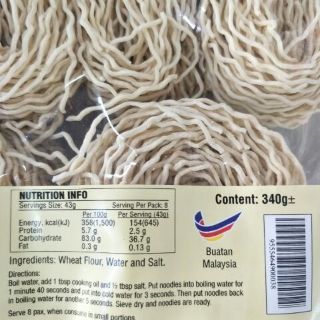 NUTRITION INFO
Servings Size: 43g Serving Per Pack: 8
Per 100g Per Serving (43g)
Energy, kcal(kJ) 358(1,500) 154(645)
Protein 5.7 g 2.5 g
Carbohydrate 83.0 g 36.7 g
Fat 0.3 g 0.13 g
Content: 340g±
Buatan
Malaysia
Ingredients: Wheat Flour, Water and Salt.
Directions:
Boil water, add 1 tbsp cooking oil and ½ tbsp salt. Put noodles into boiling water for
1 minute 40 seconds and put into cold water for 3 seconds. Then put noodles back
in boiling water for another 5 seconds. Sieve dry and noodles are ready.
Serve 8 pax, when consume in small portions